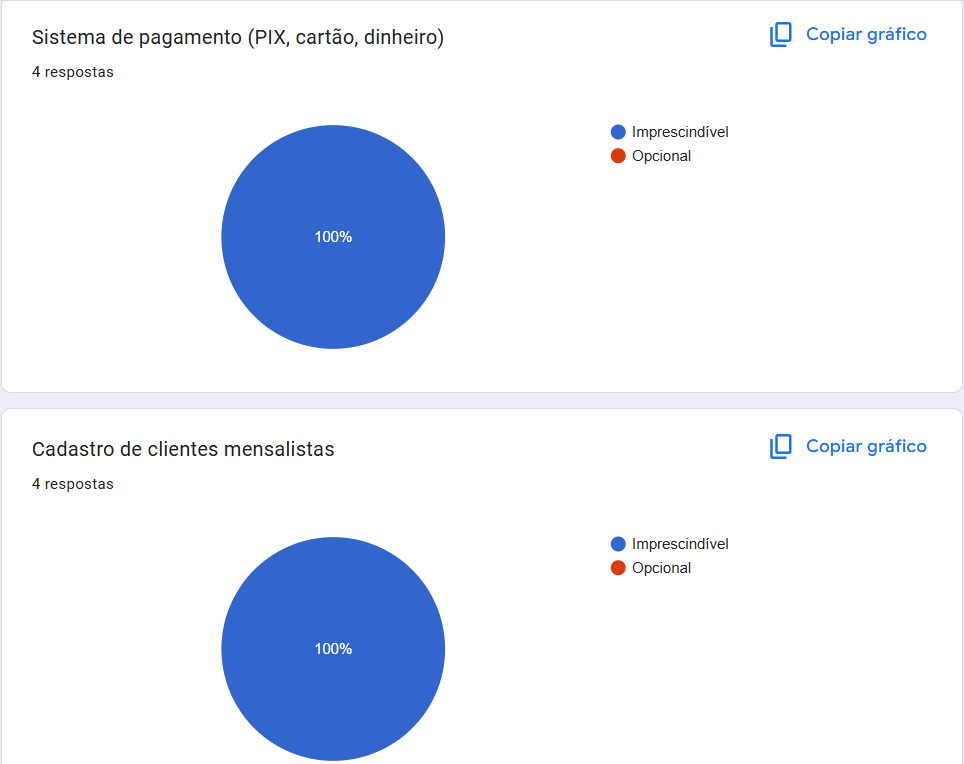 Sistema de pagamento (PIX, cartão, dinheiro)
Copiar gráfico
4 respostas
Imprescindível
Opcional
100%
Cadastro de clientes mensalistas
Copiar gráfico
4 respostas
Imprescindível
Opcional
100%